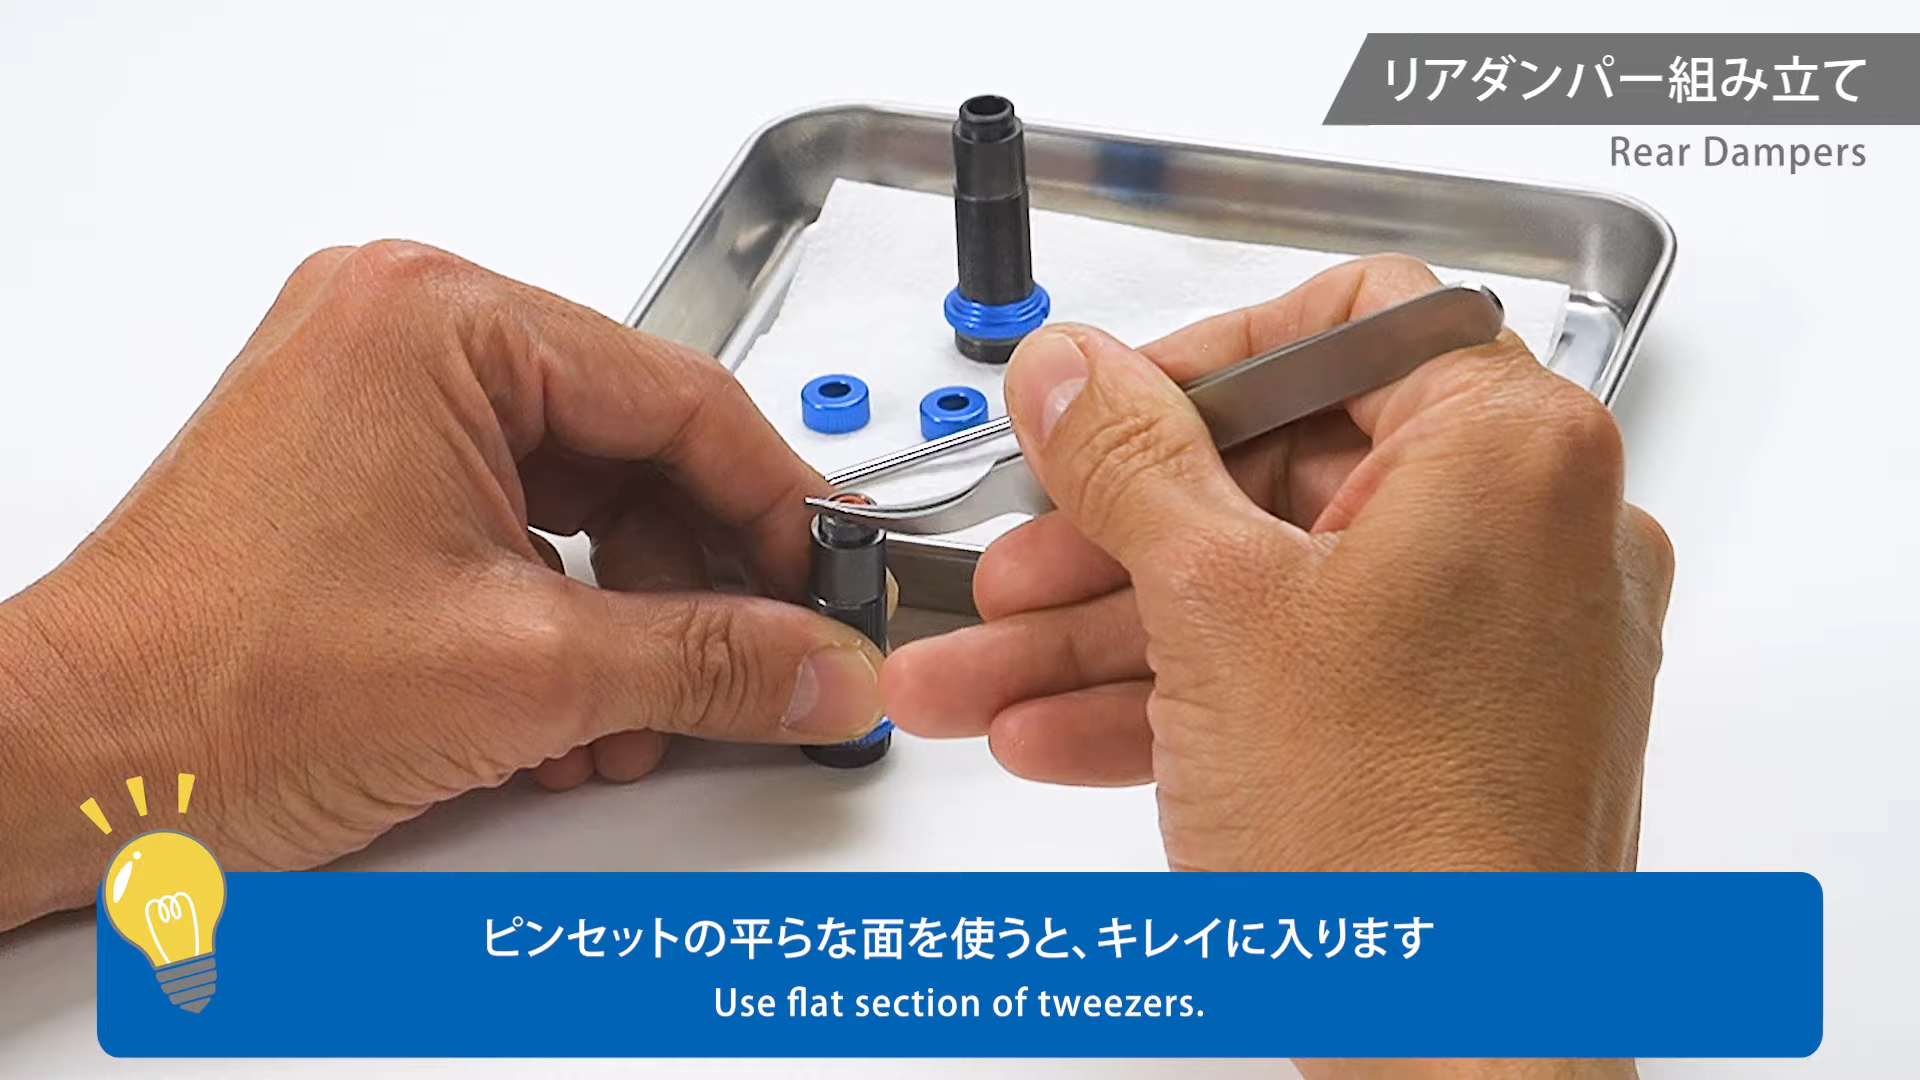 リアダンパー組み立て
Rear Dampers
ピンセットの平らな面を使うと、キレイに入ります
Use flat section of tweezers.